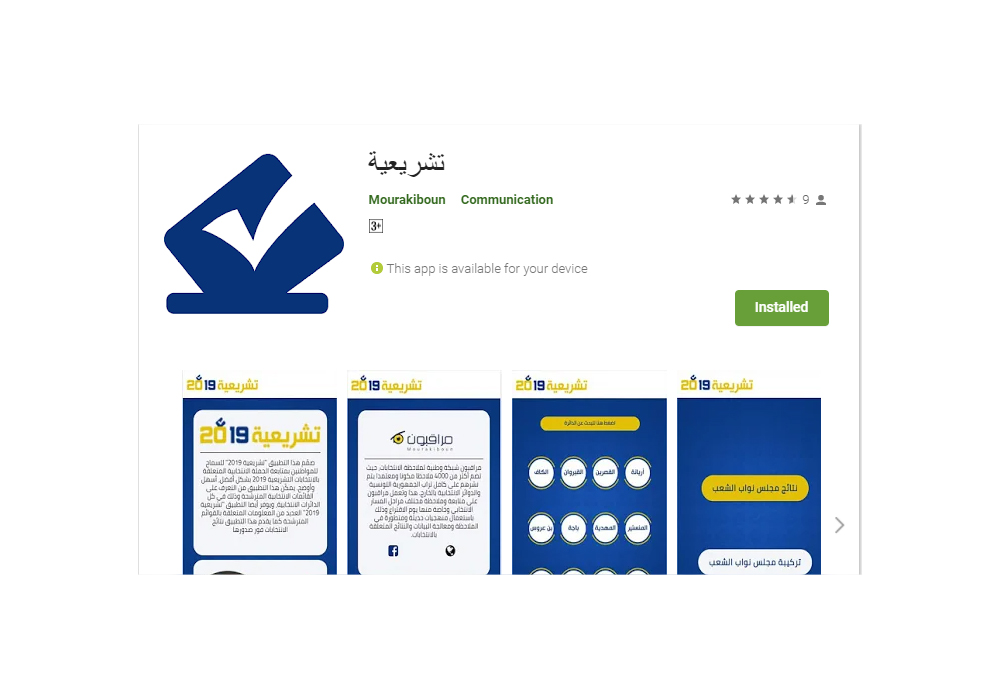 تشريعية
Mourakiboun Communication
9
3+
This app is available for your device
Installed
تشريعية 2019
تشريعية 2019
صمّم هذا التطبيق "تشريعية 2019" للسماح
للمواطنين بمتابعة الحملة الانتخابية المتعلقة
بالانتخابات التشريعية 2019 بشكل أفضل، أسهل
وأوضح. يمكن هذا التطبيق من التعرف على
القائمات الانتخابية المترشحة وذلك في كل
الدائرات الانتخابية. ويوفر أيضا التطبيق "تشريعية
2019" العديد من المعلومات المتعلقة بالقوائم
المترشحة كما يقدم هذا التطبيق نتائج
الانتخابات فور صدورها
تشريعية 2019
مراقبون
Mourakiboun
مراقبون شبكة وطنية لملاحظة الانتخابات، حيث
تضم أكثر من 4000 ملاحظا مكونا ومعتمدا يتم
نشرهم على كامل تراب الجمهورية التونسية
والدوائر الانتخابية بالخارج. هذا وتعمل مراقبون
على متابعة وملاحظة مختلف مراحل المسار
الانتخابي وخاصة منها يوم الاقتراع وذلك
باستعمال منهجيات حديثة ومتطورة في
الملاحظة ومعالجة البيانات والنتائج المتعلقة
بالانتخابات.
تشريعية 2019
اضغط هنا للبحث عن الدائرة
أريانة القصرين القيروان الكاف
المنستير المهدية باجة بن عروس
تشريعية 2019
نتائج مجلس نواب الشعب
تركيبة مجلس نواب الشعب